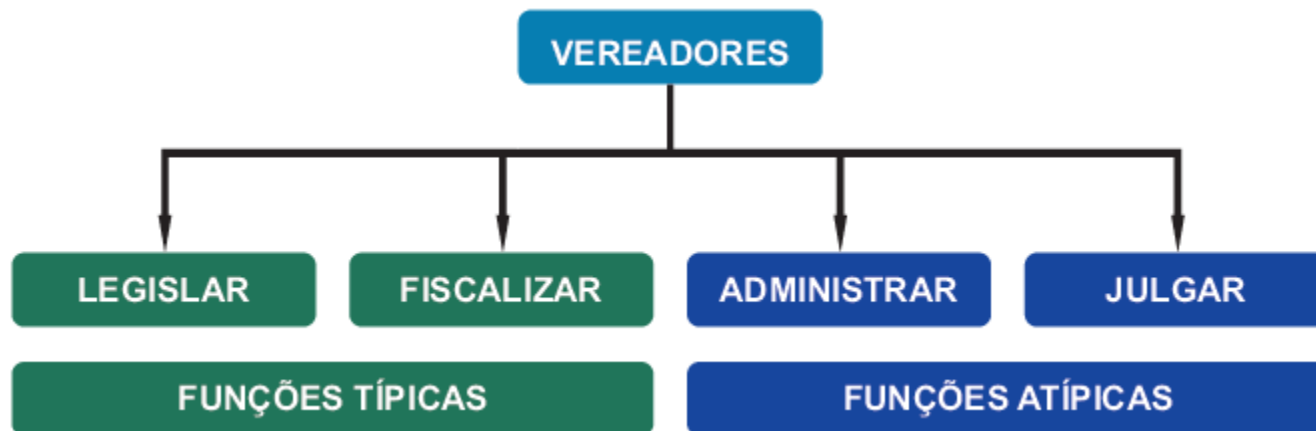 VEREADORES
LEGISLAR
FISCALIZAR
ADMINISTRAR
JULGAR
FUNÇÕES TÍPICAS
FUNÇÕES ATÍPICAS